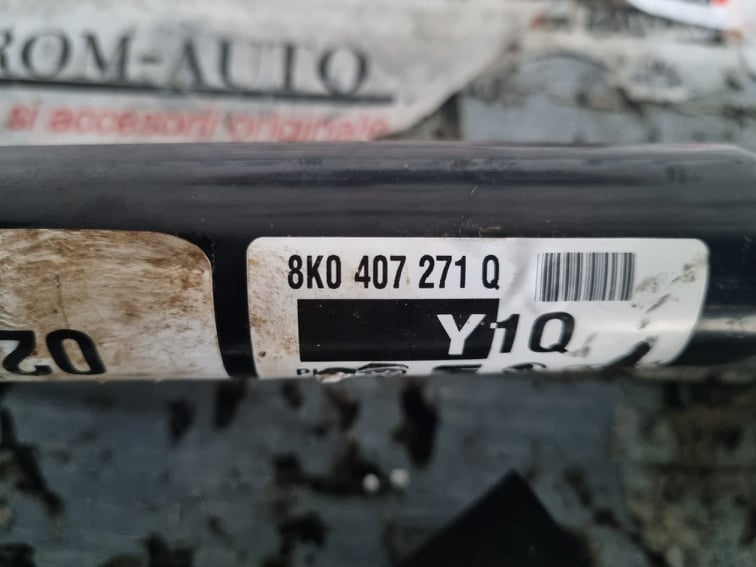 ROM-AUTO
si accesorii originale
8K0 407 271 Q
Y1Q
02